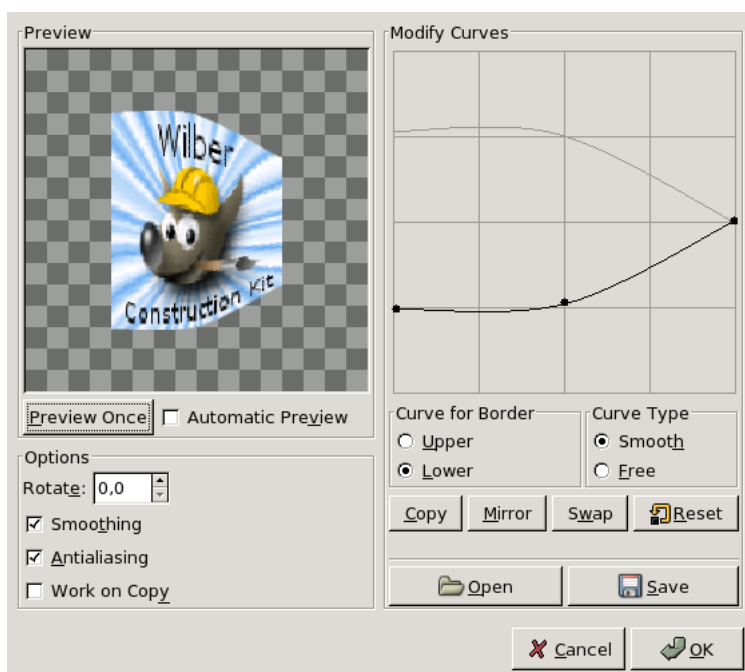 Preview
Wilber
Construction Kit
Preview Once
Automatic Preview
Options
Rotate: 0,0
Smoothing
Antialiasing
Work on Copy
Modify Curves
Curve for Border
Upper
Lower
Curve Type
Smooth
Free
Copy Mirror Swap Reset
Open Save
Cancel OK